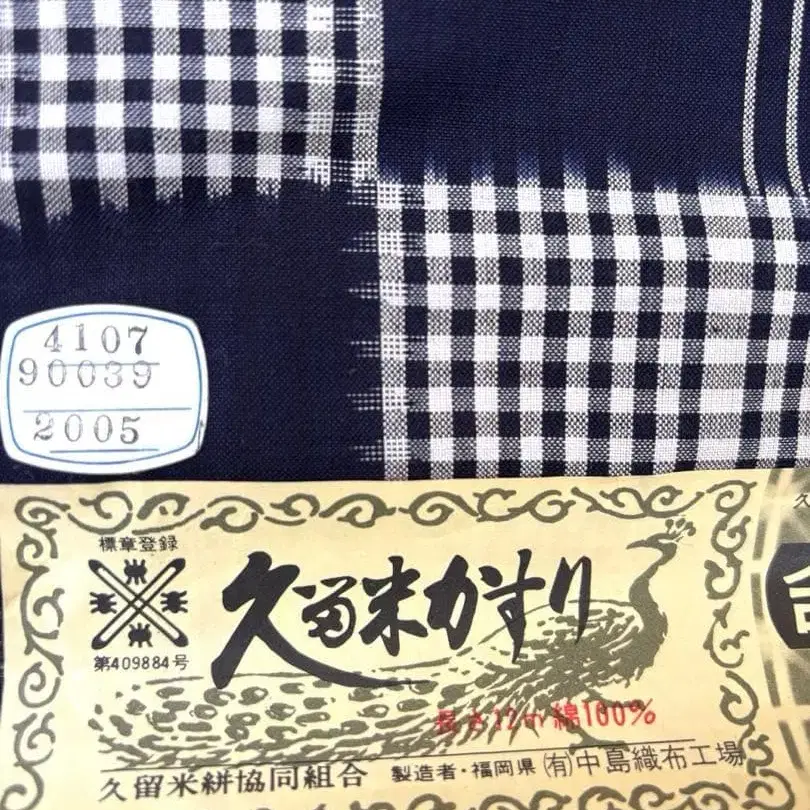 4107
90039
2005
標章登録
第409884号
久留米かすり
長さ12m綿100%
久留米絣協同組合 製造者・福岡県(有)中島織布工場